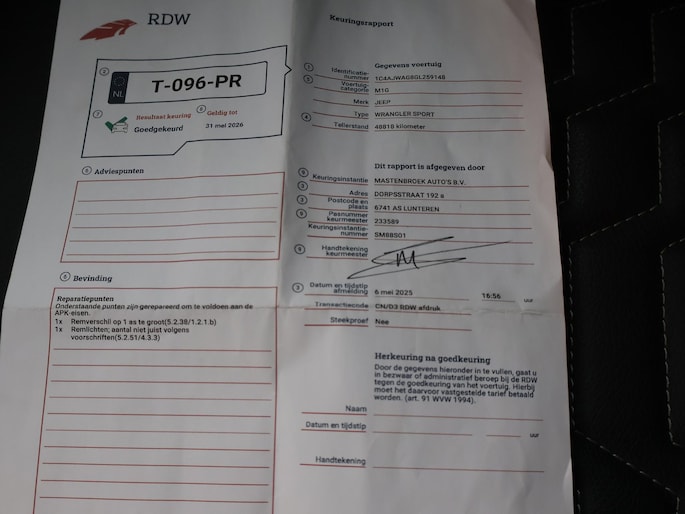 RDW
Keuringsrapport
NL
T-096-PR
Resultaat keuring
Goedgekeurd
Geldig tot
31 mei 2026
Adviespunten
Bevinding
Reparatiepunten
Onderstaande punten zijn gerepareerd om te voldoen aan de
APK-eisen.
1x Remverschil op 1 as te groot(5.2.38/1.2.1.b)
1x Remlichten; aantal niet juist volgens
voorschriften(5.2.51/4.3.3)
Gegevens voertuig
Identificatie-
nummer 1C4AJWAG8GL259148
Voertuig-
categorie M1G
Merk JEEP
Type WRANGLER SPORT
Tellerstand 48818 kilometer
Dit rapport is afgegeven door
Keuringsinstantie MASTENBROEK AUTO'S B.V.
Adres DORPSSTRAAT 192 a
Postcode en
plaats 6741 AS LUNTEREN
Pasnummer
keurmeester 233589
Keuringsinstantie-
nummer SM8BS01
Handtekening
keurmeester
Datum en tijdstip
afmelding 6 mei 2025 16:56 uur
Transactiecode CN/03 RDW afdruk
Steekproef Nee
Herkeuring na goedkeuring
Door de gegevens hieronder in te vullen, gaat u
in bezwaar of administratief beroep bij de RDW
tegen de goedkeuring van het voertuig. Hierbij
moet het daarvoor vastgestelde tarief betaald
worden. (art. 91 WVW 1994).
Naam
Datum en tijdstip uur
Handtekening